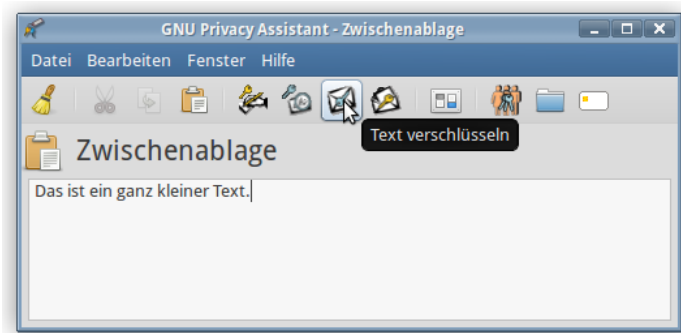 GNU Privacy Assistant - Zwischenablage
Datei Bearbeiten Fenster Hilfe
Text verschlüsseln
Zwischenablage
Das ist ein ganz kleiner Text.